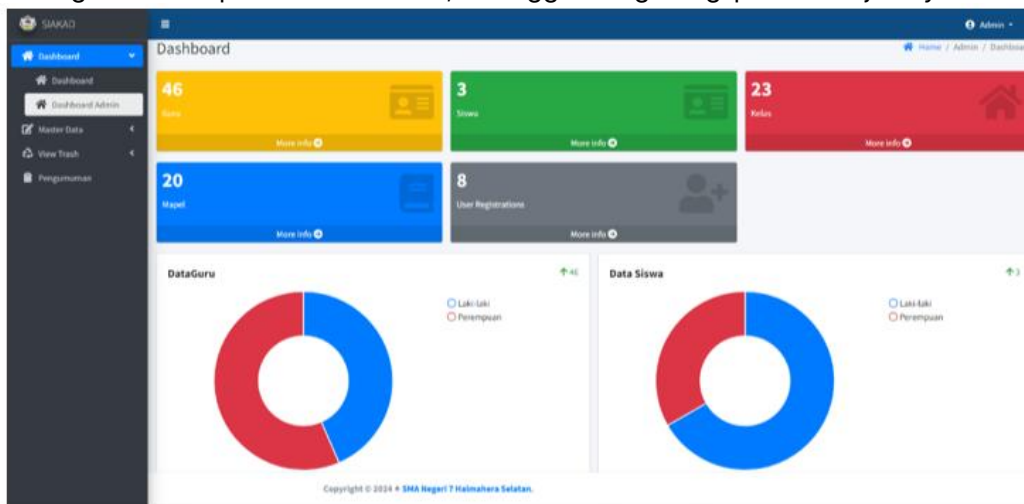 SIAKAD
Admin
Dashboard
Home / Admin / Dashboa
Dashboard
Dashboard
Dashboard Admin
Master Data
View Trash
Pengumuman
46
Guru
More info
3
Siswa
More info
23
Kelas
More info
20
Mapel
More info
8
User Registrations
More info
DataGuru
46
Laki-laki
Perempuan
Data Siswa
3
Laki-laki
Perempuan
Copyright © 2024 SMA Negeri 7 Halmahera Selatan.